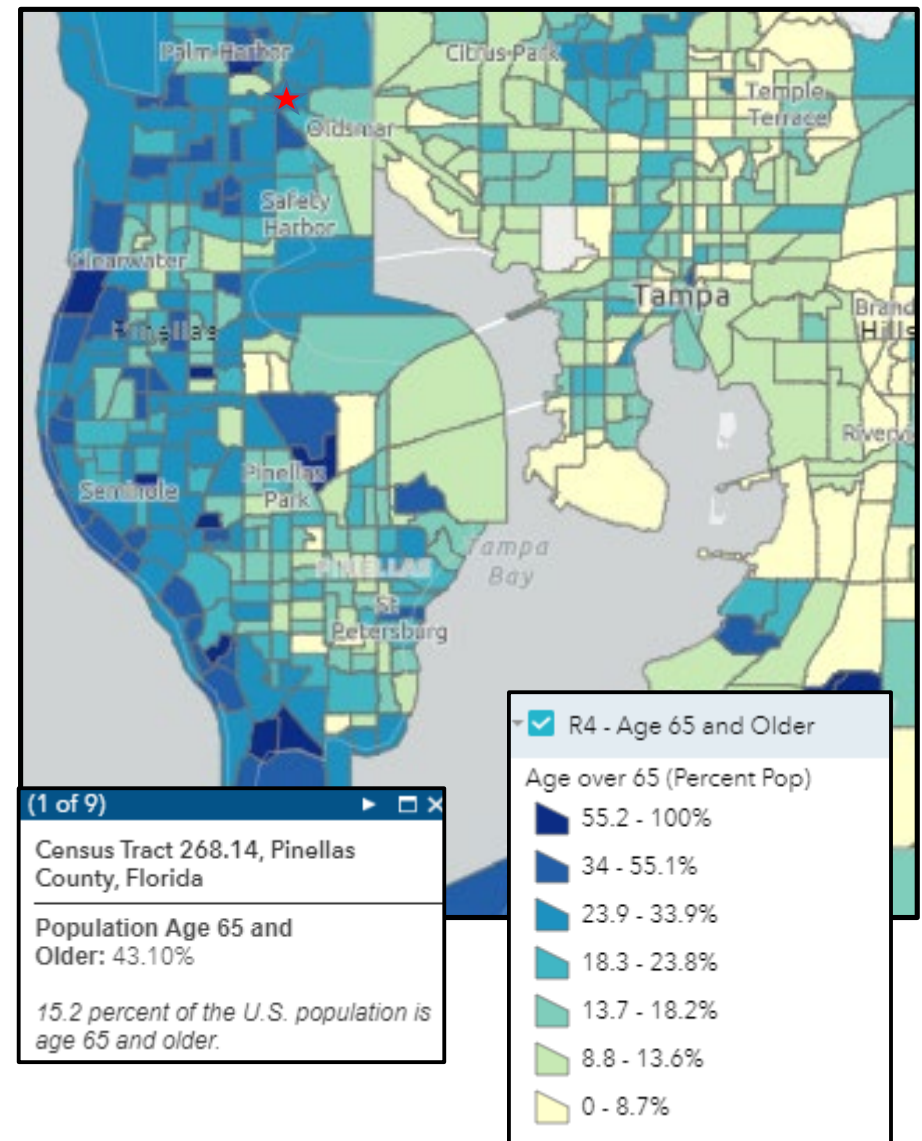 Palm Harbor
Citrus Park
Temple
Terrace
Oldsmar
Safety
Harbor
Clearwater
Tampa
Brand
Pinellas
Hills
Rivervi
Pinellas
Park
Seminole
Tampa
Bay
PINELLAS
St
Petersburg
R4 - Age 65 and Older
Age over 65 (Percent Pop)
55.2 - 100%
34 - 55.1%
23.9 - 33.9%
18.3 - 23.8%
13.7 - 18.2%
8.8 - 13.6%
0 - 8.7%
(1 of 9)
Census Tract 268.14, Pinellas
County, Florida
Population Age 65 and
Older: 43.10%
15.2 percent of the U.S. population is
age 65 and older.